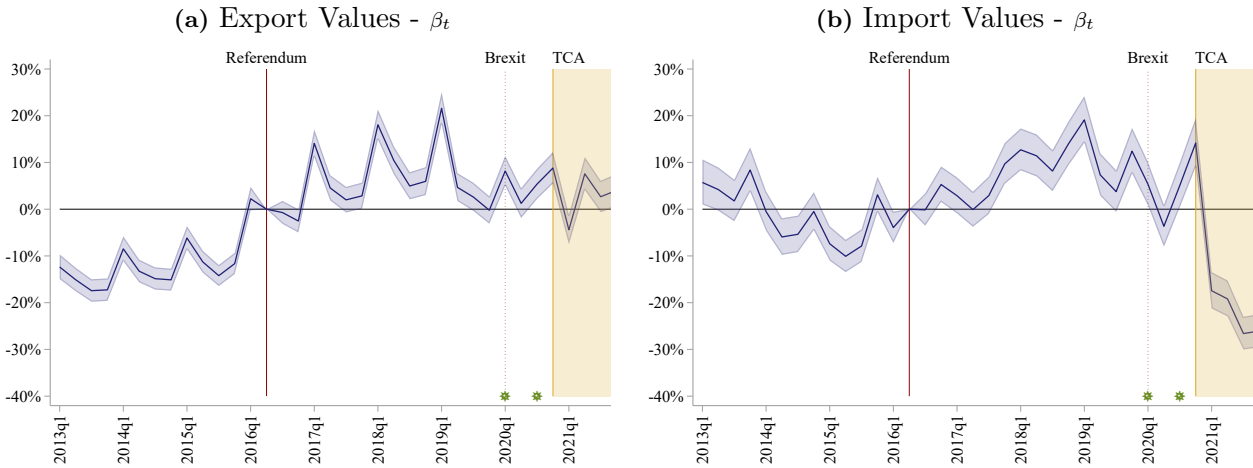 (a) Export Values - βt
Referendum
Brexit
TCA
30%
20%
10%
0%
-10%
-20%
-30%
-40%
2013q1
2014q1
2015q1
2016q1
2017q1
2018q1
2019q1
2020q1
2021q1
(b) Import Values - βt
Referendum
Brexit
TCA
30%
20%
10%
0%
-10%
-20%
-30%
-40%
2013q1
2014q1
2015q1
2016q1
2017q1
2018q1
2019q1
2020q1
2021q1